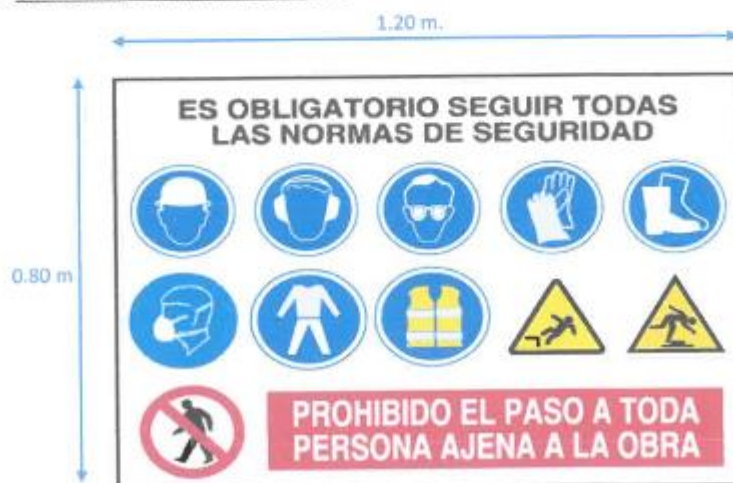 1.20 m.
ES OBLIGATORIO SEGUIR TODAS
LAS NORMAS DE SEGURIDAD
0.80 m
PROHIBIDO EL PASO A TODA
PERSONA AJENA A LA OBRA